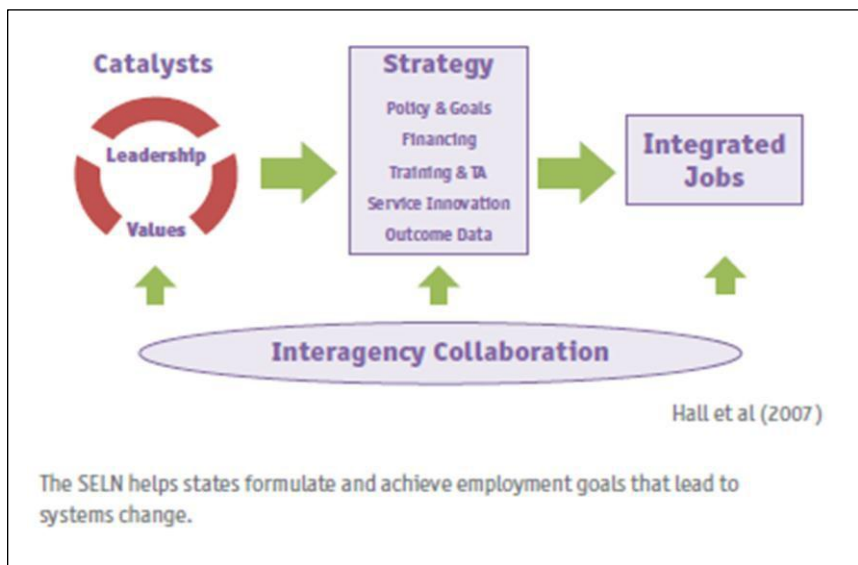 Catalysts
Leadership
Values
Strategy
Policy & Goals
Financing
Training & TA
Service Innovation
Outcome Data
Integrated
Jobs
Interagency Collaboration
Hall et al (2007)
The SELN helps states formulate and achieve employment goals that lead to
systems change.